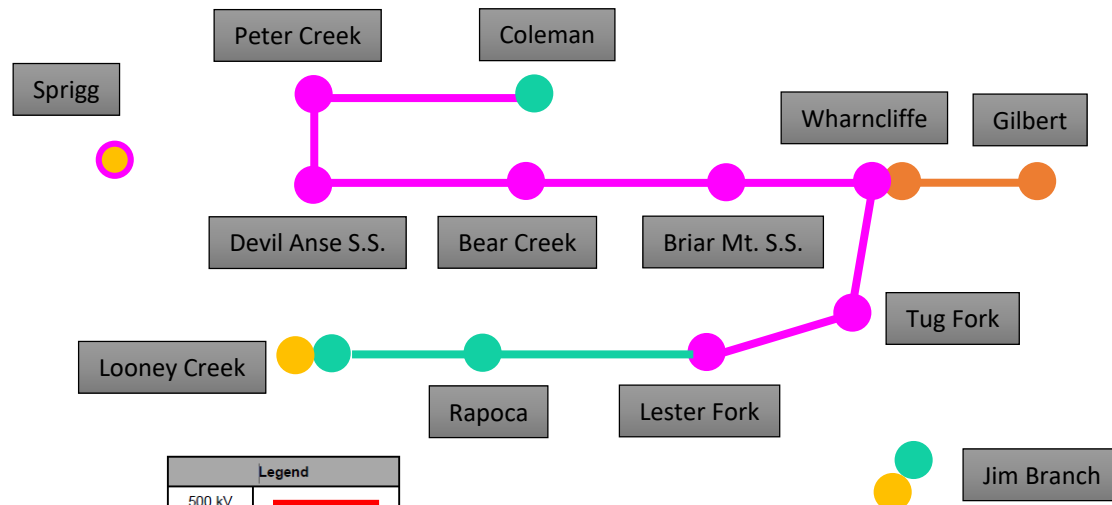 Peter Creek
Coleman
Sprigg
Wharncliffe
Gilbert
Devil Anse S.S.
Bear Creek
Briar Mt. S.S.
Tug Fork
Looney Creek
Rapoca
Lester Fork
Jim Branch
Legend
500 kV